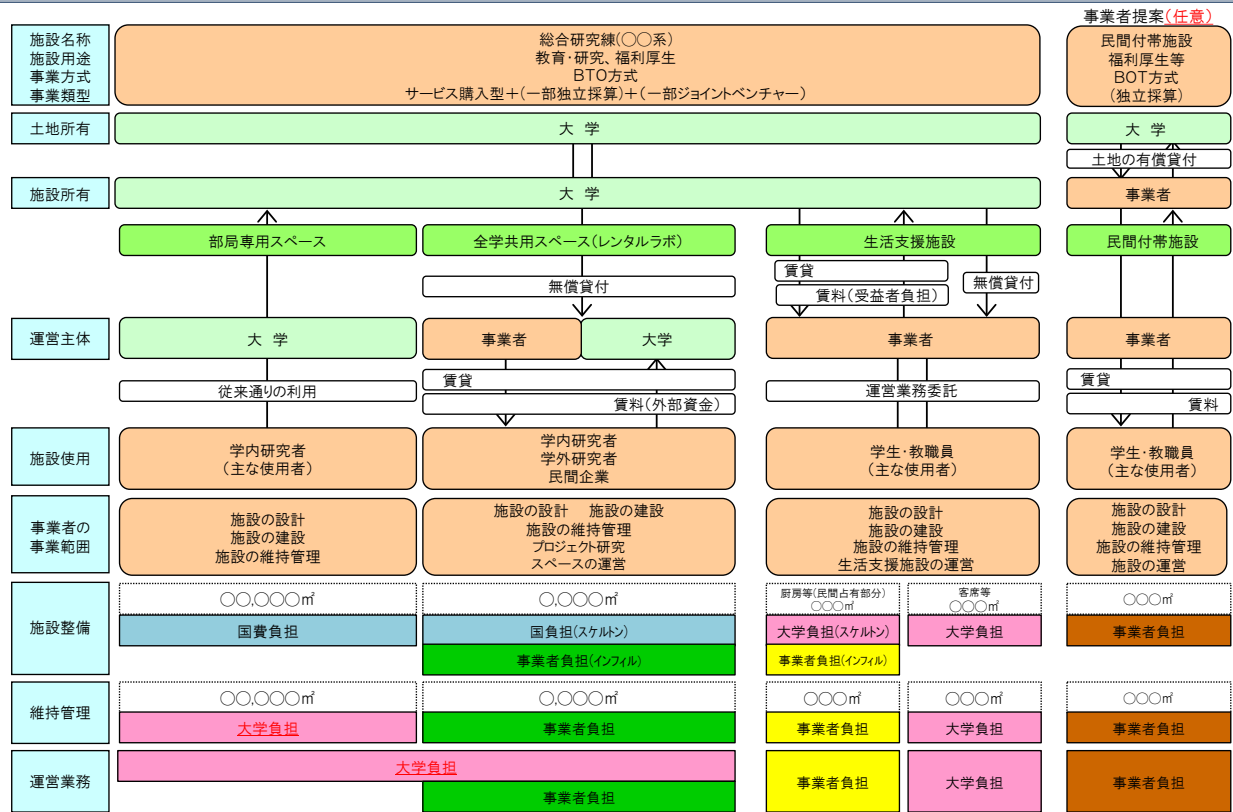 事業者提案(任意)
施設名称
施設用途
事業方式
事業類型
総合研究練(○○系)
教育・研究、福利厚生
BTO方式
サービス購入型+(一部独立採算)+(一部ジョイントベンチャー)
民間付帯施設
福利厚生等
BOT方式
(独立採算)
土地所有
大 学
大 学
土地の有償貸付
施設所有
大 学
事業者
部局専用スペース
全学共用スペース(レンタルラボ)
生活支援施設
民間付帯施設
無償貸付
賃貸
賃料(受益者負担)
無償貸付
運営主体
大 学
事業者
大学
事業者
事業者
従来通りの利用
賃貸
賃料(外部資金)
運営業務委託
賃貸
賃料
施設使用
学内研究者
(主な使用者)
学内研究者
学外研究者
民間企業
学生・教職員
(主な使用者)
学生・教職員
(主な使用者)
事業者の
事業範囲
施設の設計
施設の建設
施設の維持管理
施設の設計 施設の建設
施設の維持管理
プロジェクト研究
スペースの運営
施設の設計
施設の建設
施設の維持管理
生活支援施設の運営
施設の設計
施設の建設
施設の維持管理
施設の運営
施設整備
○○,○○○㎡
○,○○○㎡
厨房等(民間占有部分)
○○○㎡
客席等
○○○㎡
○○○㎡
国費負担
国負担(スケルトン)
大学負担(スケルトン)
大学負担
事業者負担
事業者負担(インフィル)
事業者負担(インフィル)
維持管理
○○,○○○㎡
○,○○○㎡
○○○㎡
○○○㎡
○○○㎡
大学負担
事業者負担
事業者負担
大学負担
事業者負担
運営業務
大学負担
事業者負担
事業者負担
大学負担
事業者負担